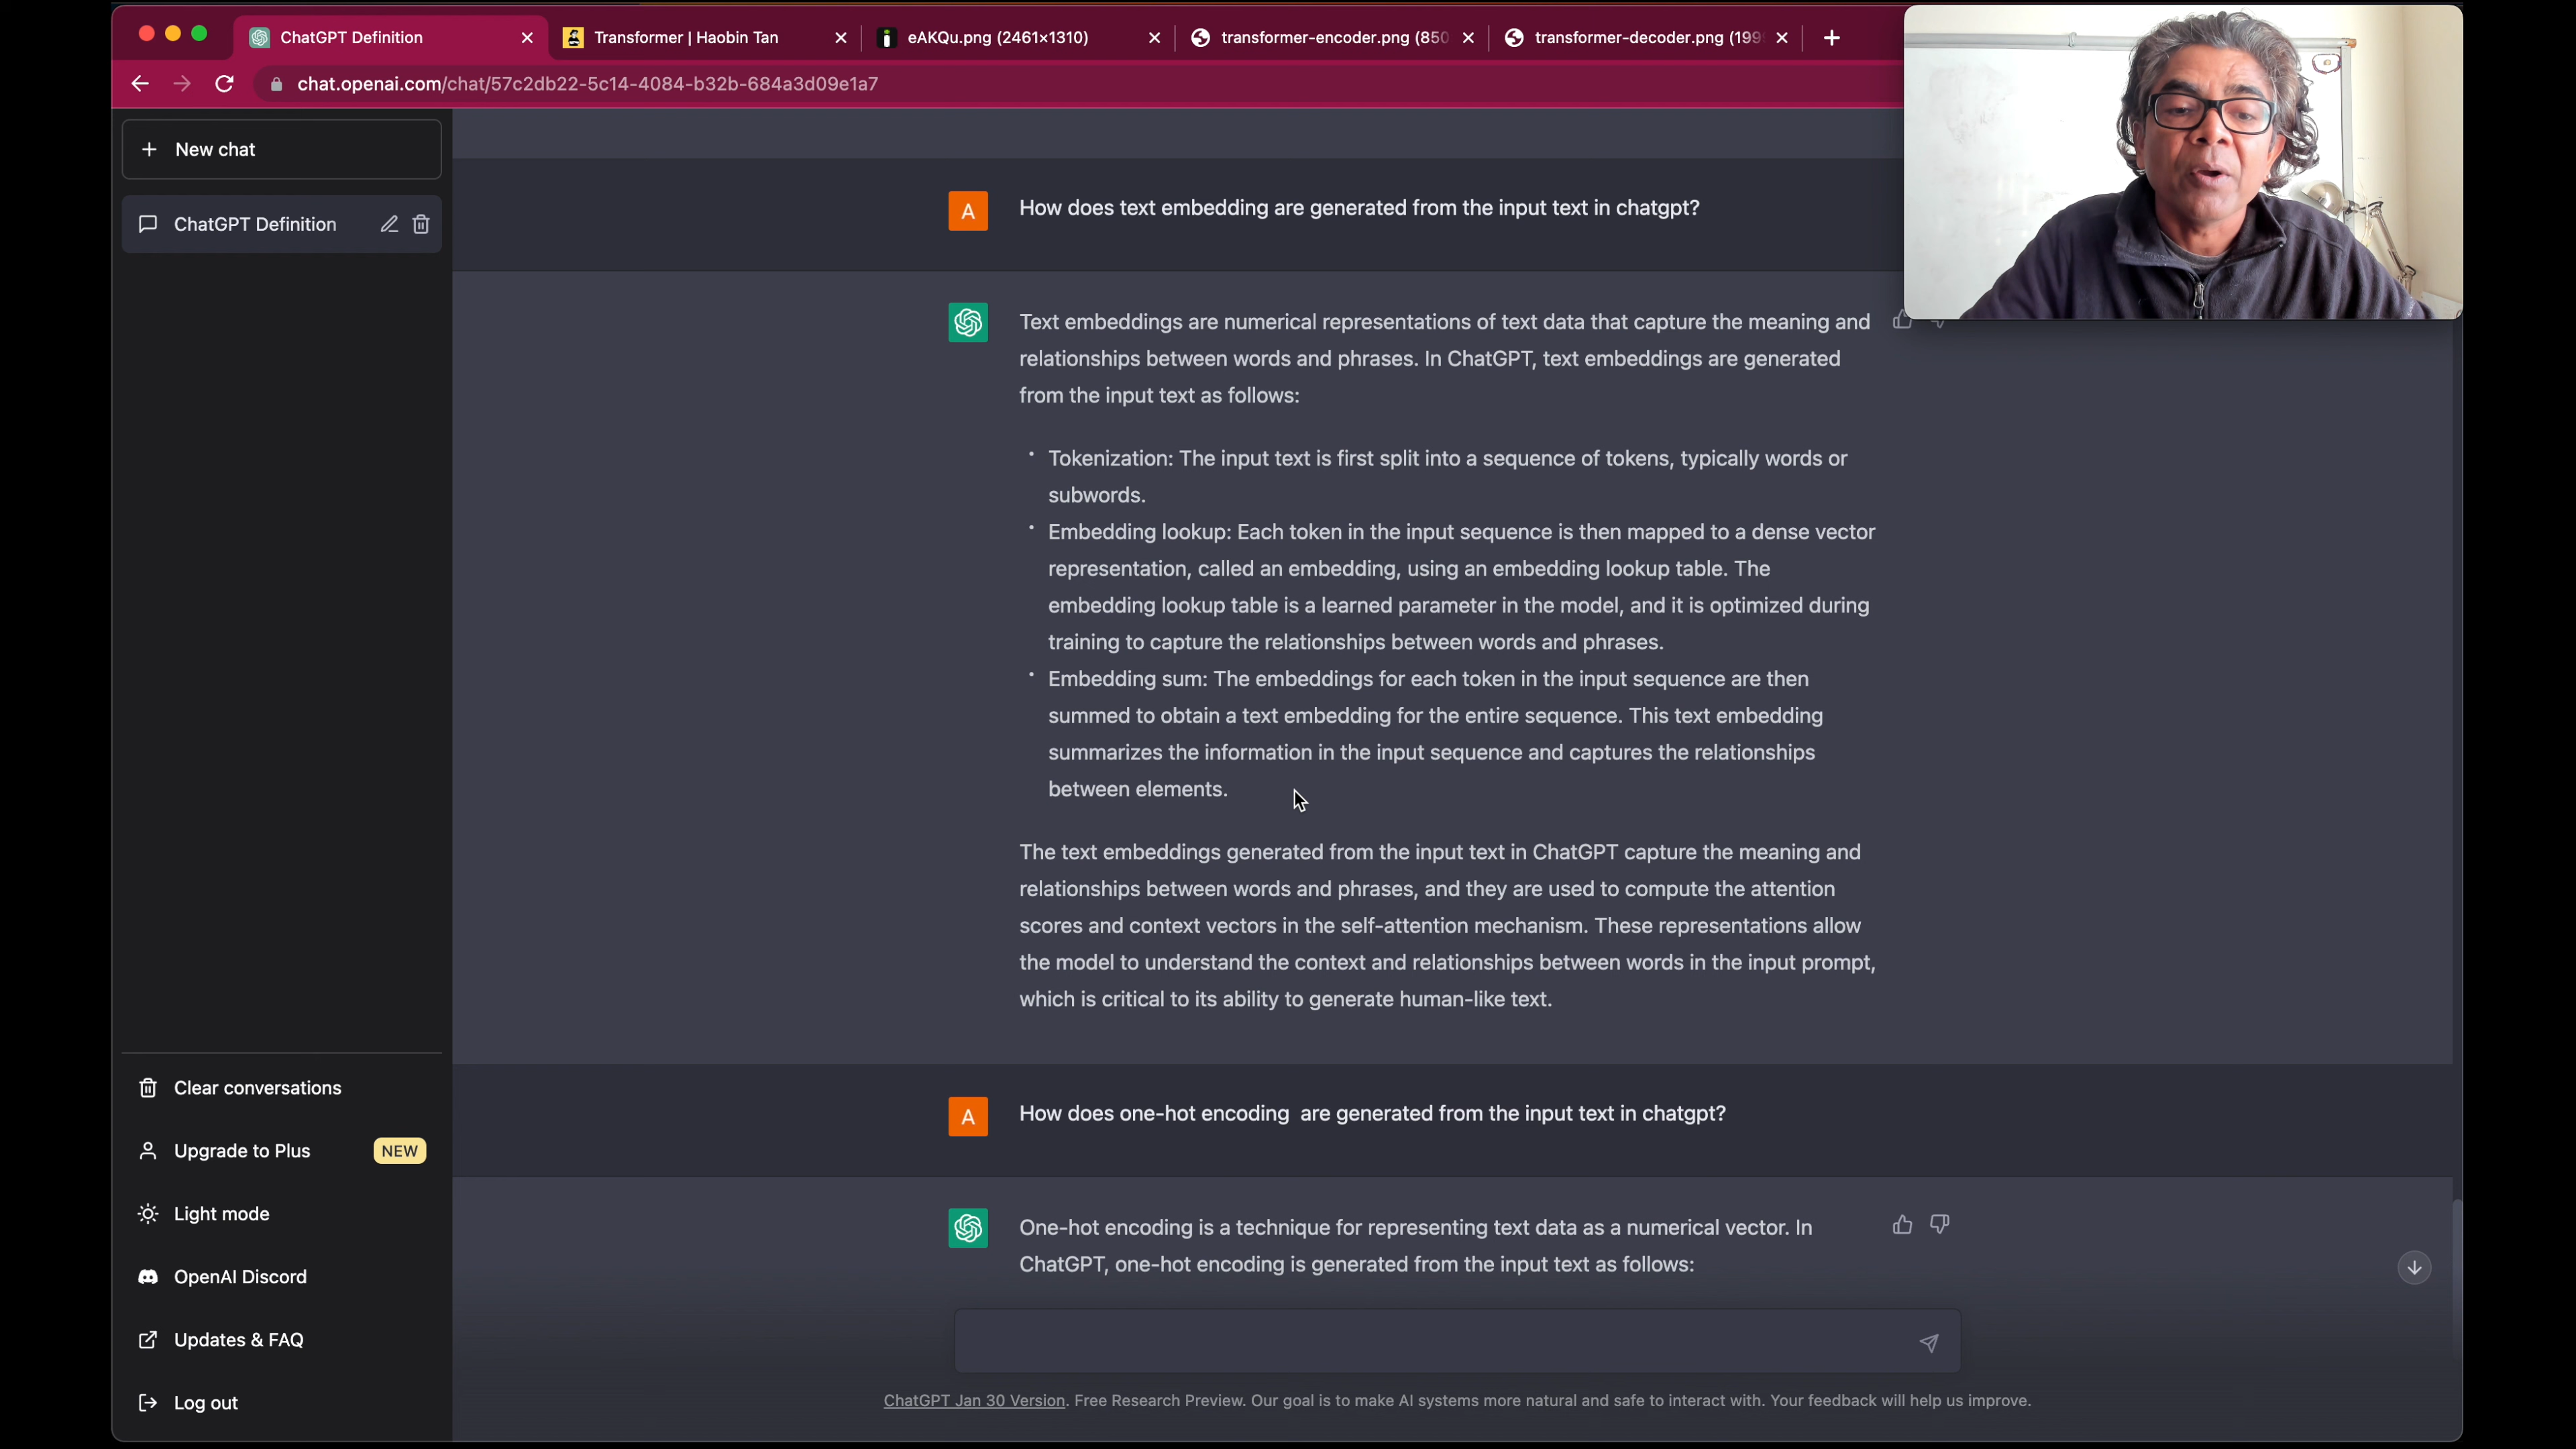 ChatGPT Definition
Transformer | Haobin Tan
eAKQu.png (2461×1310)
transformer-encoder.png (850
transformer-decoder.png (199
chat.openai.com/chat/57c2db22-5c14-4084-b32b-684a3d09e1a7
New chat
ChatGPT Definition
A
How does text embedding are generated from the input text in chatgpt?
Text embeddings are numerical representations of text data that capture the meaning and
relationships between words and phrases. In ChatGPT, text embeddings are generated
from the input text as follows:
• Tokenization: The input text is first split into a sequence of tokens, typically words or
subwords.
• Embedding lookup: Each token in the input sequence is then mapped to a dense vector
representation, called an embedding, using an embedding lookup table. The
embedding lookup table is a learned parameter in the model, and it is optimized during
training to capture the relationships between words and phrases.
• Embedding sum: The embeddings for each token in the input sequence are then
summed to obtain a text embedding for the entire sequence. This text embedding
summarizes the information in the input sequence and captures the relationships
between elements.
The text embeddings generated from the input text in ChatGPT capture the meaning and
relationships between words and phrases, and they are used to compute the attention
scores and context vectors in the self-attention mechanism. These representations allow
the model to understand the context and relationships between words in the input prompt,
which is critical to its ability to generate human-like text.
A
How does one-hot encoding  are generated from the input text in chatgpt?
One-hot encoding is a technique for representing text data as a numerical vector. In
ChatGPT, one-hot encoding is generated from the input text as follows:
Clear conversations
Upgrade to Plus NEW
Light mode
OpenAI Discord
Updates & FAQ
Log out
ChatGPT Jan 30 Version. Free Research Preview. Our goal is to make AI systems more natural and safe to interact with. Your feedback will help us improve.